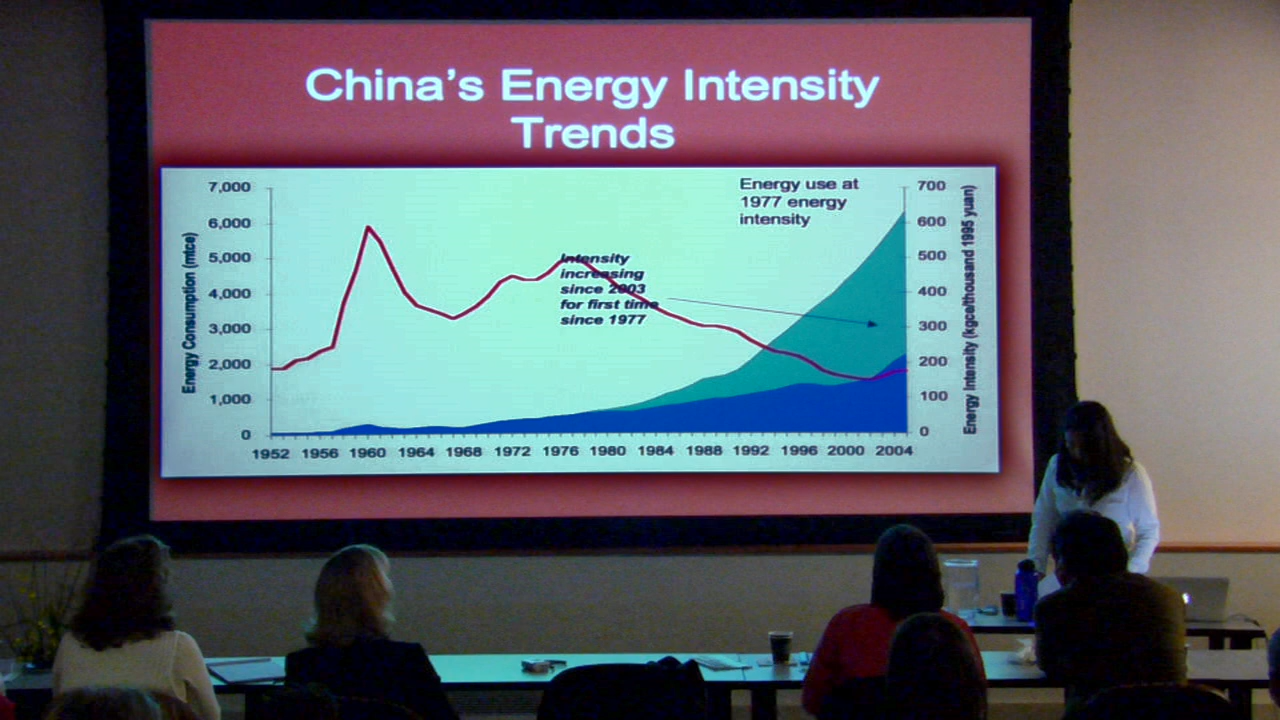 China's Energy Intensity
Trends
Energy Consumption (mtce)
7,000
6,000
5,000
4,000
3,000
2,000
1,000
0
Intensity
increasing
since 2003
for first time
since 1977
Energy use at
1977 energy
intensity
700
600
500
400
300
200
100
0
Energy Intensity (kgce/thousand 1995 yuan)
1952 1956 1960 1964 1968 1972 1976 1980 1984 1988 1992 1996 2000 2004